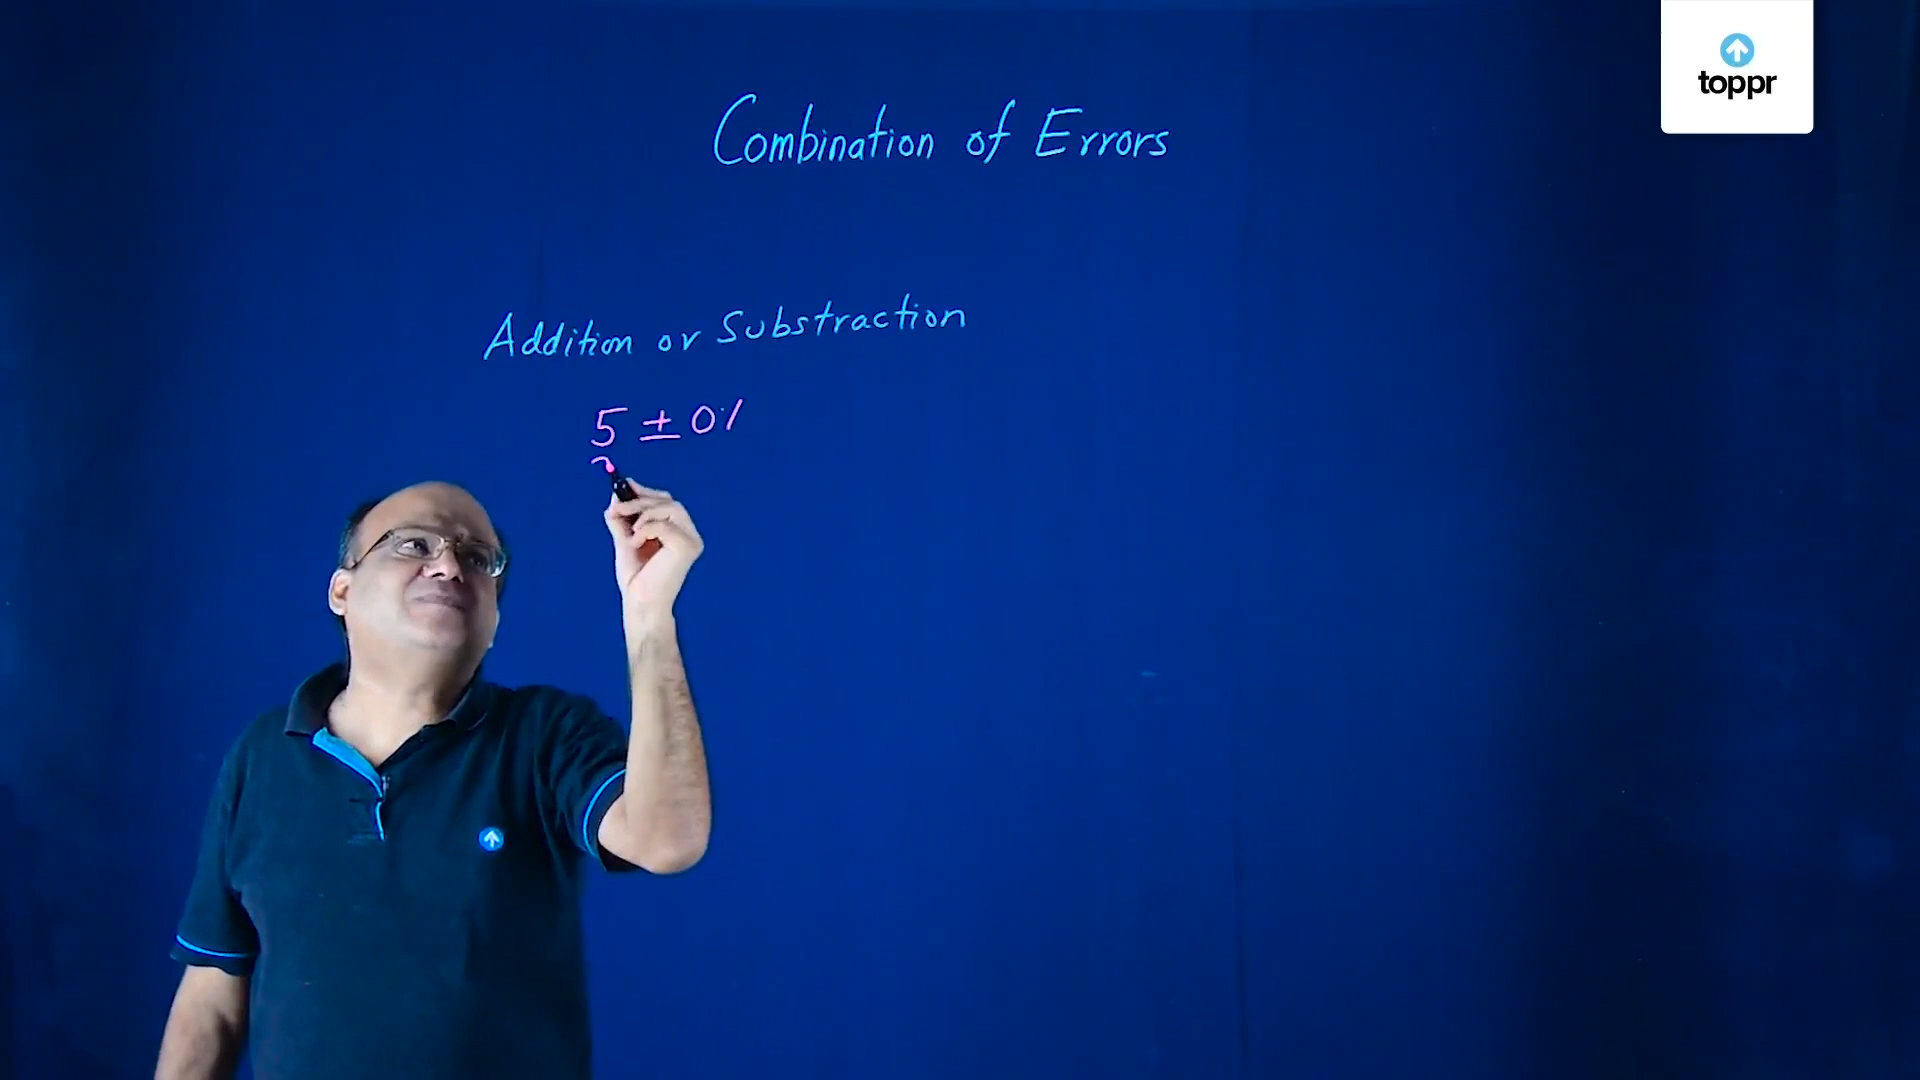 toppr
Combination of Errors
Addition or Substraction
5 ± 0.1